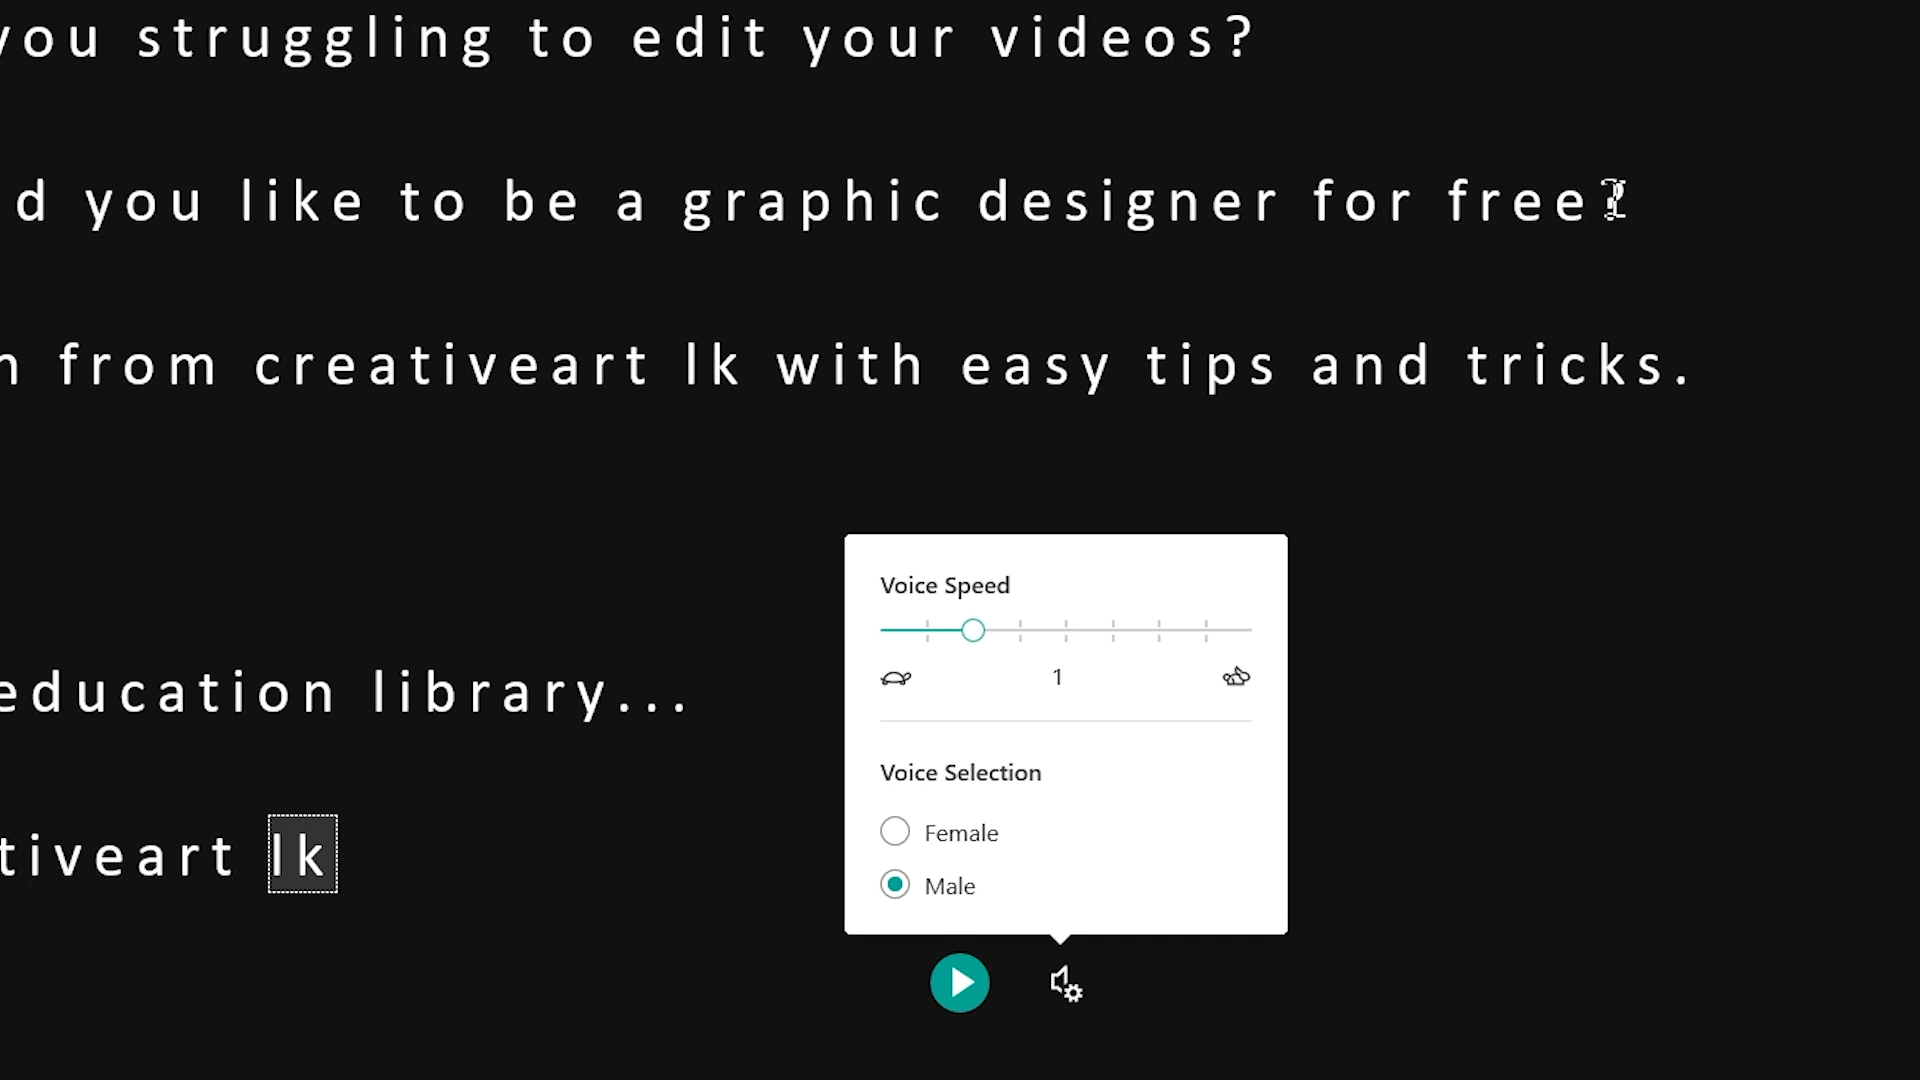 you struggling to edit your videos?
d you like to be a graphic designer for free?
n from creativeart lk with easy tips and tricks.
education library...
tiveart lk
Voice Speed
1
Voice Selection
Female
Male